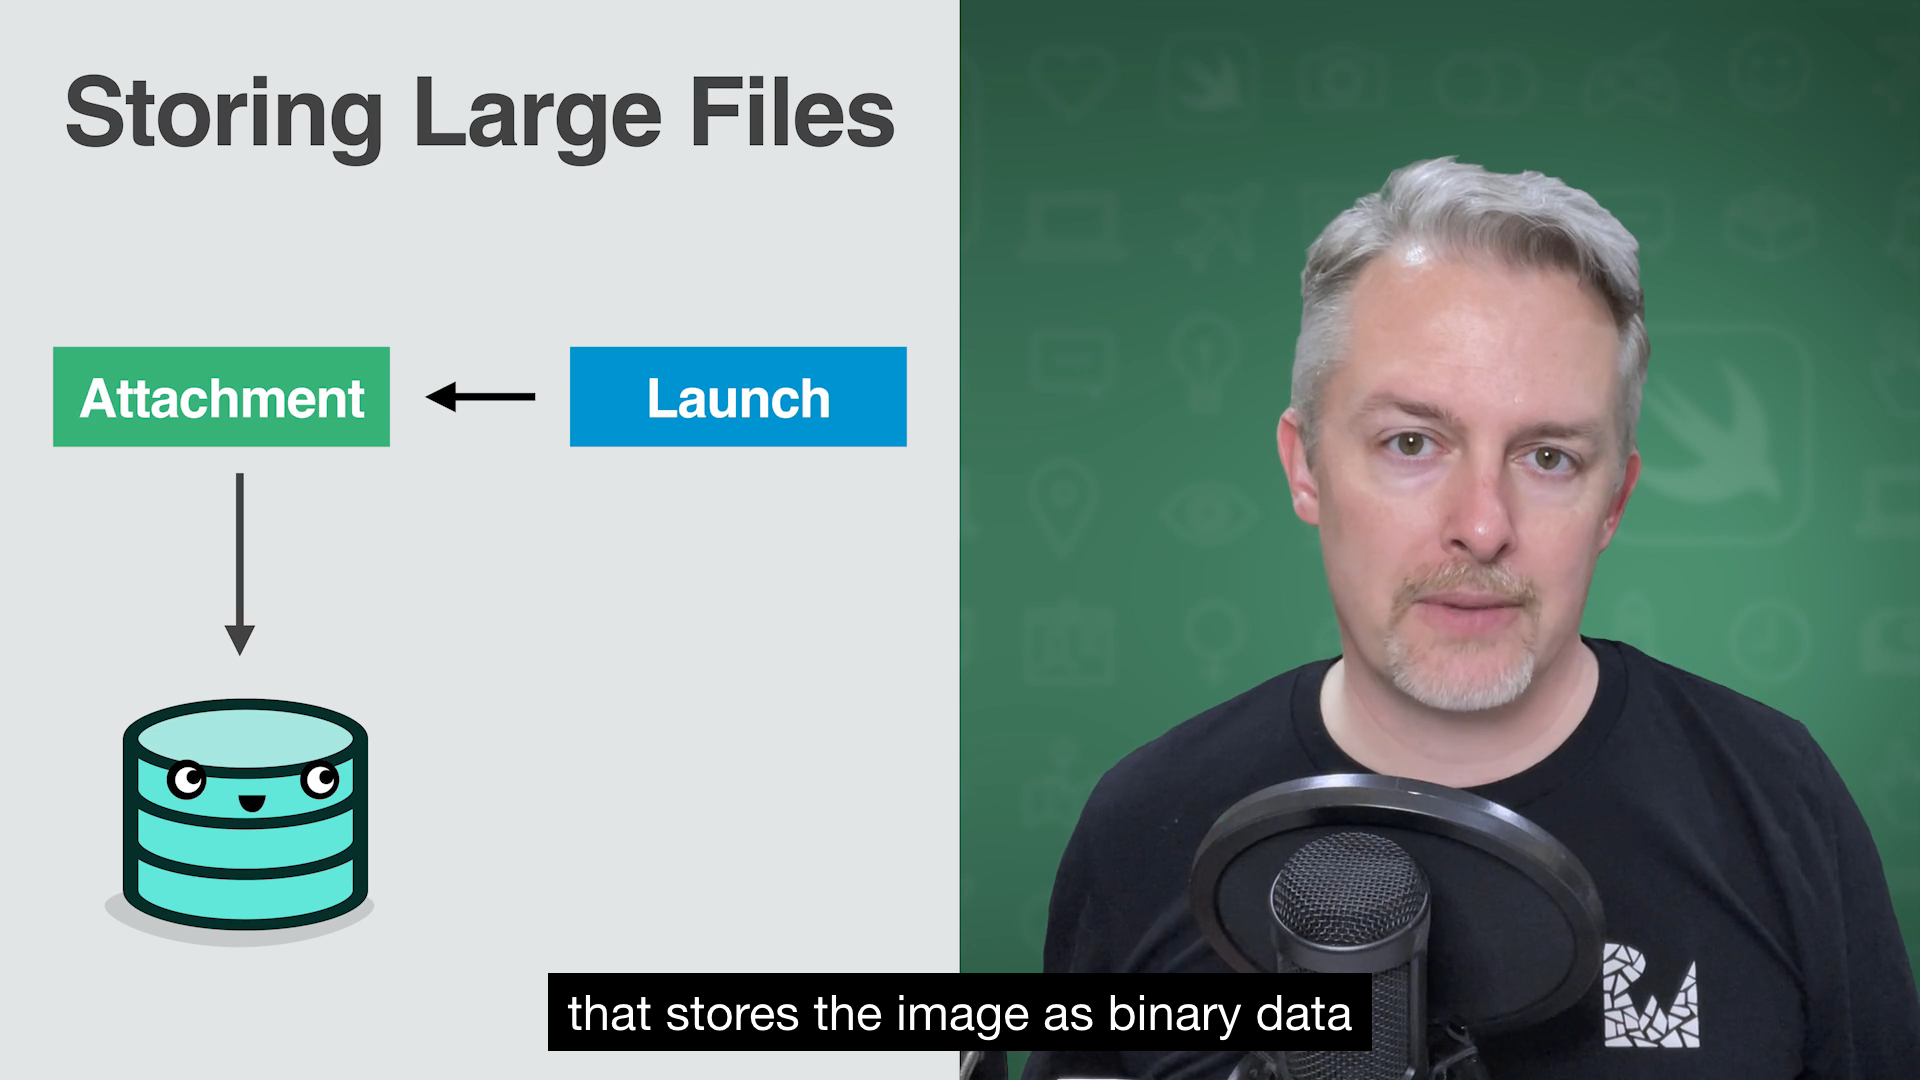 Storing Large Files
Attachment
Launch
that stores the image as binary data